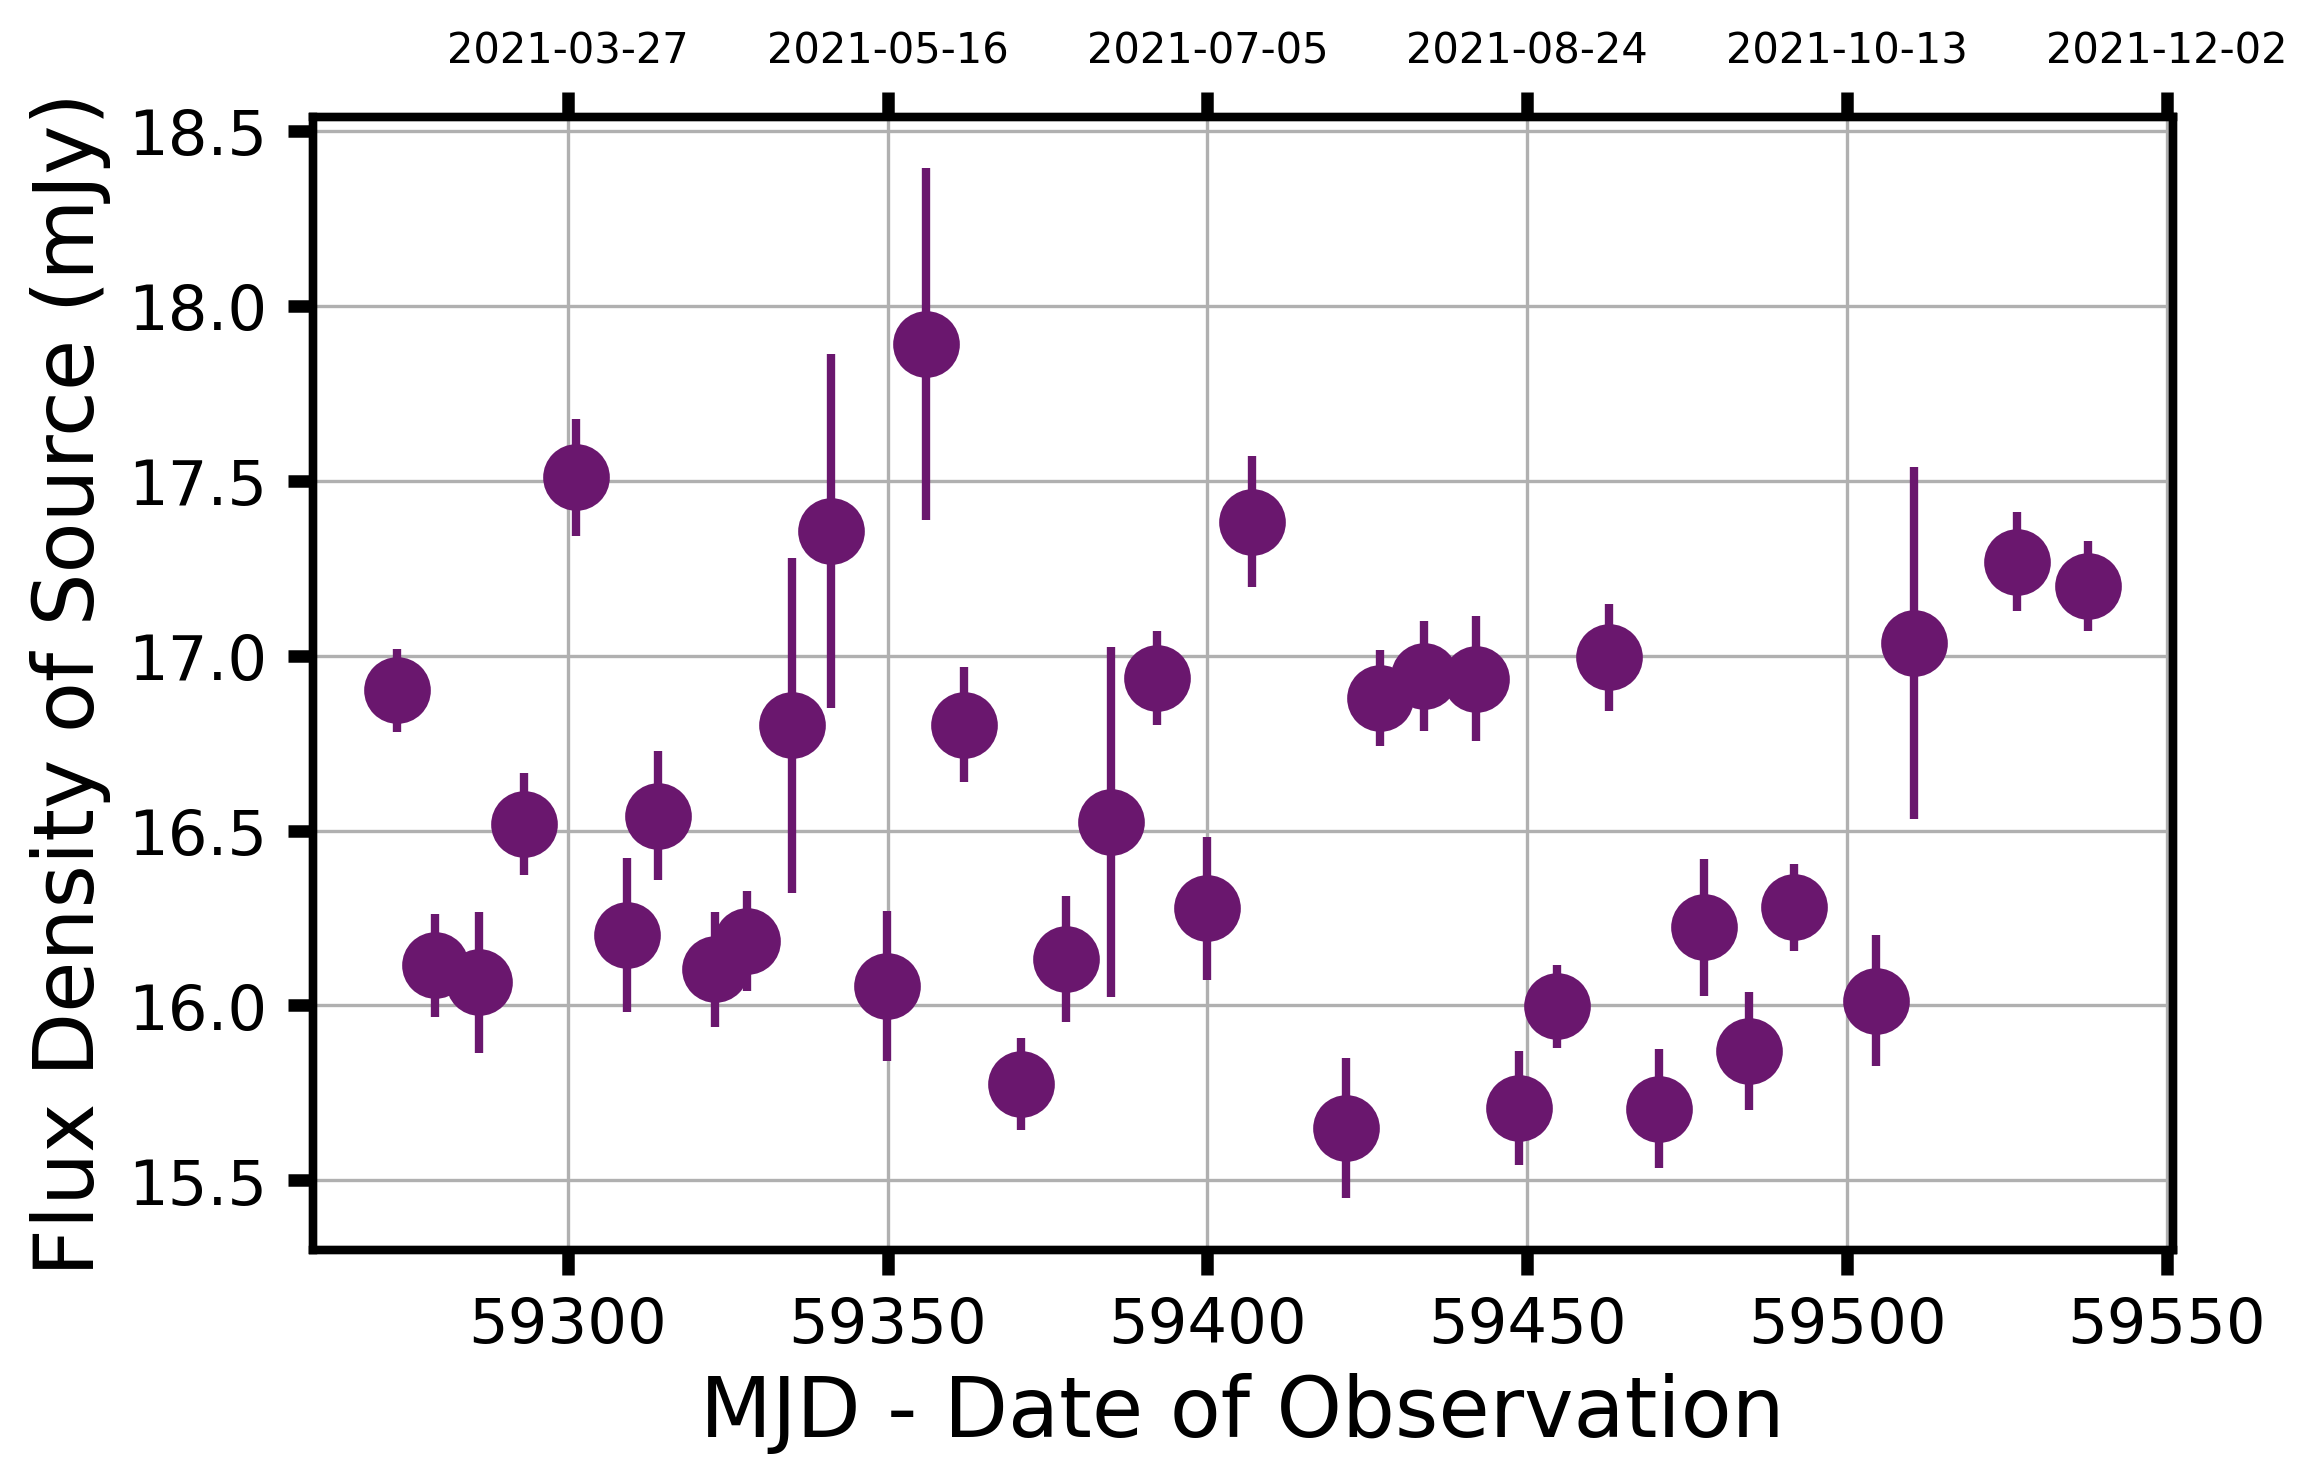 2021-03-27 2021-05-16 2021-07-05 2021-08-24 2021-10-13 2021-12-02
Flux Density of Source (mJy)
18.5
18.0
17.5
17.0
16.5
16.0
15.5
59300 59350 59400 59450 59500 59550
MJD - Date of Observation